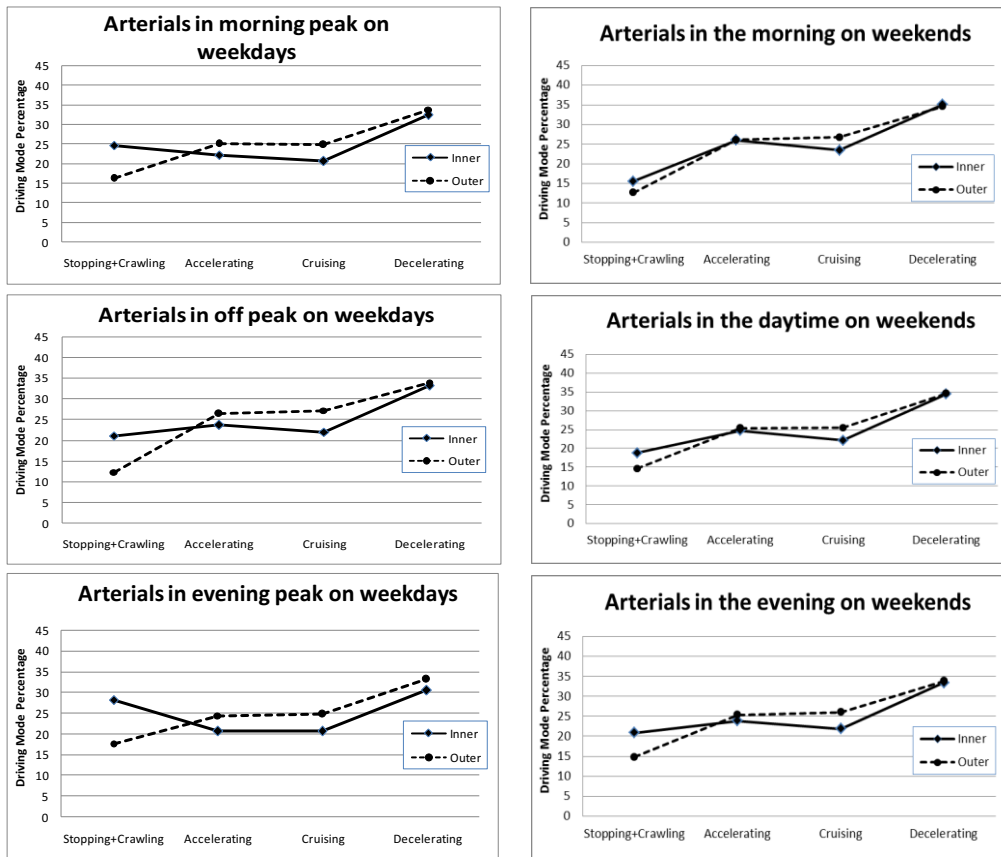 Arterials in morning peak on
weekdays
Driving Mode Percentage
45
40
35
30
25
20
15
10
5
0
Stopping+Crawling Accelerating Cruising Decelerating
Inner
Outer
Arterials in the morning on weekends
Driving Mode Percentage
45
40
35
30
25
20
15
10
5
0
Stopping+Crawling Accelerating Cruising Decelerating
Inner
Outer
Arterials in off peak on weekdays
Driving Mode Percentage
45
40
35
30
25
20
15
10
5
0
Stopping+Crawling Accelerating Cruising Decelerating
Inner
Outer
Arterials in the daytime on weekends
Driving Mode Percentage
45
40
35
30
25
20
15
10
5
0
Stopping+Crawling Accelerating Cruising Decelerating
Inner
Outer
Arterials in evening peak on weekdays
Driving Mode Percentage
45
40
35
30
25
20
15
10
5
0
Stopping+Crawling Accelerating Cruising Decelerating
Inner
Outer
Arterials in the evening on weekends
Driving Mode Percentage
45
40
35
30
25
20
15
10
5
0
Stopping+Crawling Accelerating Cruising Decelerating
Inner
Outer